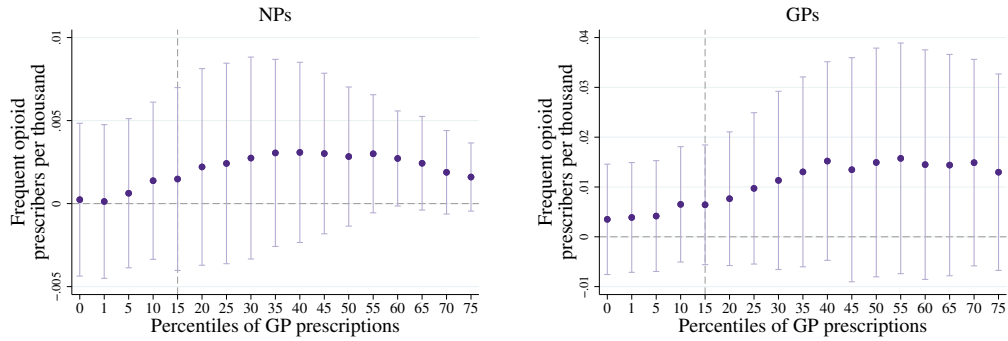 NPs
Frequent opioid
prescribers per thousand
.01
.005
0
-.005
0 1 5 10 15 20 25 30 35 40 45 50 55 60 65 70 75
Percentiles of GP prescriptions
GPs
Frequent opioid
prescribers per thousand
.04
.03
.02
.01
0
-.01
0 1 5 10 15 20 25 30 35 40 45 50 55 60 65 70 75
Percentiles of GP prescriptions